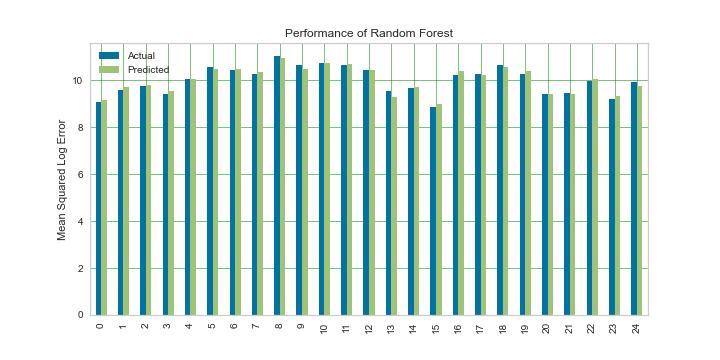 Performance of Random Forest
Actual
Predicted
Mean Squared Log Error
10
8
6
4
2
0
0 1 2 3 4 5 6 7 8 9 10 11 12 13 14 15 16 17 18 19 20 21 22 23 24